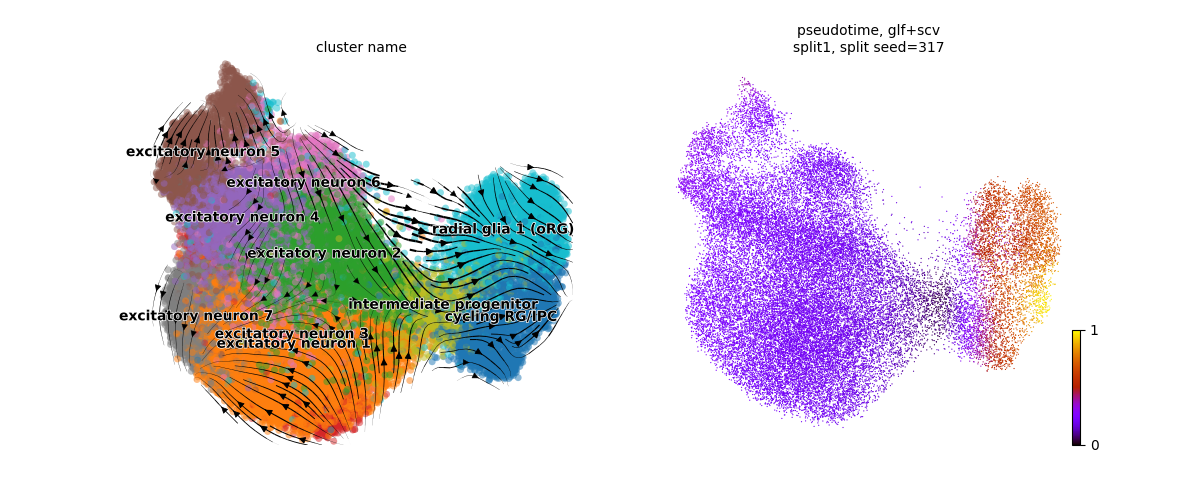 cluster name
excitatory neuron 5
excitatory neuron 6
excitatory neuron 4
radial glia 1 (oRG)
excitatory neuron 2
intermediate progenitor
excitatory neuron 7
cycling RG/IPC
excitatory neuron 3
excitatory neuron 1
pseudotime, glf+scv
split1, split seed=317
1
0